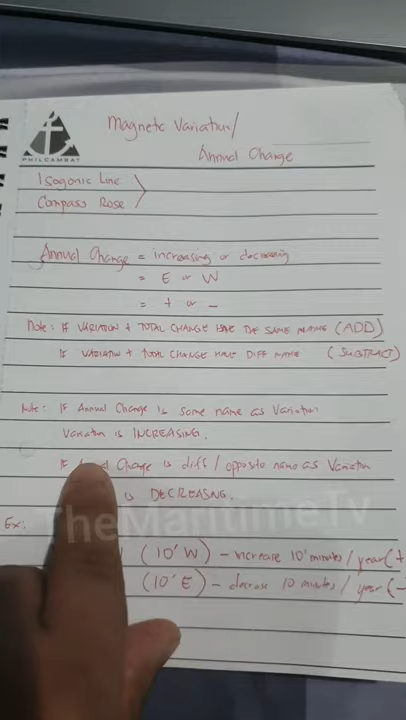 PHILCAMSAT
Magnetic Variation/
Annual Change
Isogonic Line
Compass Rose
Annual Change = increasing or decreasing
= E or W
= + or -
Note: IF VARIATION & TOTAL CHANGE HAVE THE SAME NAME (ADD)
IF VARIATION & TOTAL CHANGE HAVE DIFF NAME (SUBTRACT)
Note: IF Annual Change is same name as Variation
Variation is INCREASING.
IF Change is diff/opposite name as Variation
is DECREASING.
TheMaritimeTv
Ex:
(10' W) - increase 10' minutes/year (+
(10' E) - decrease 10 minutes/year (-